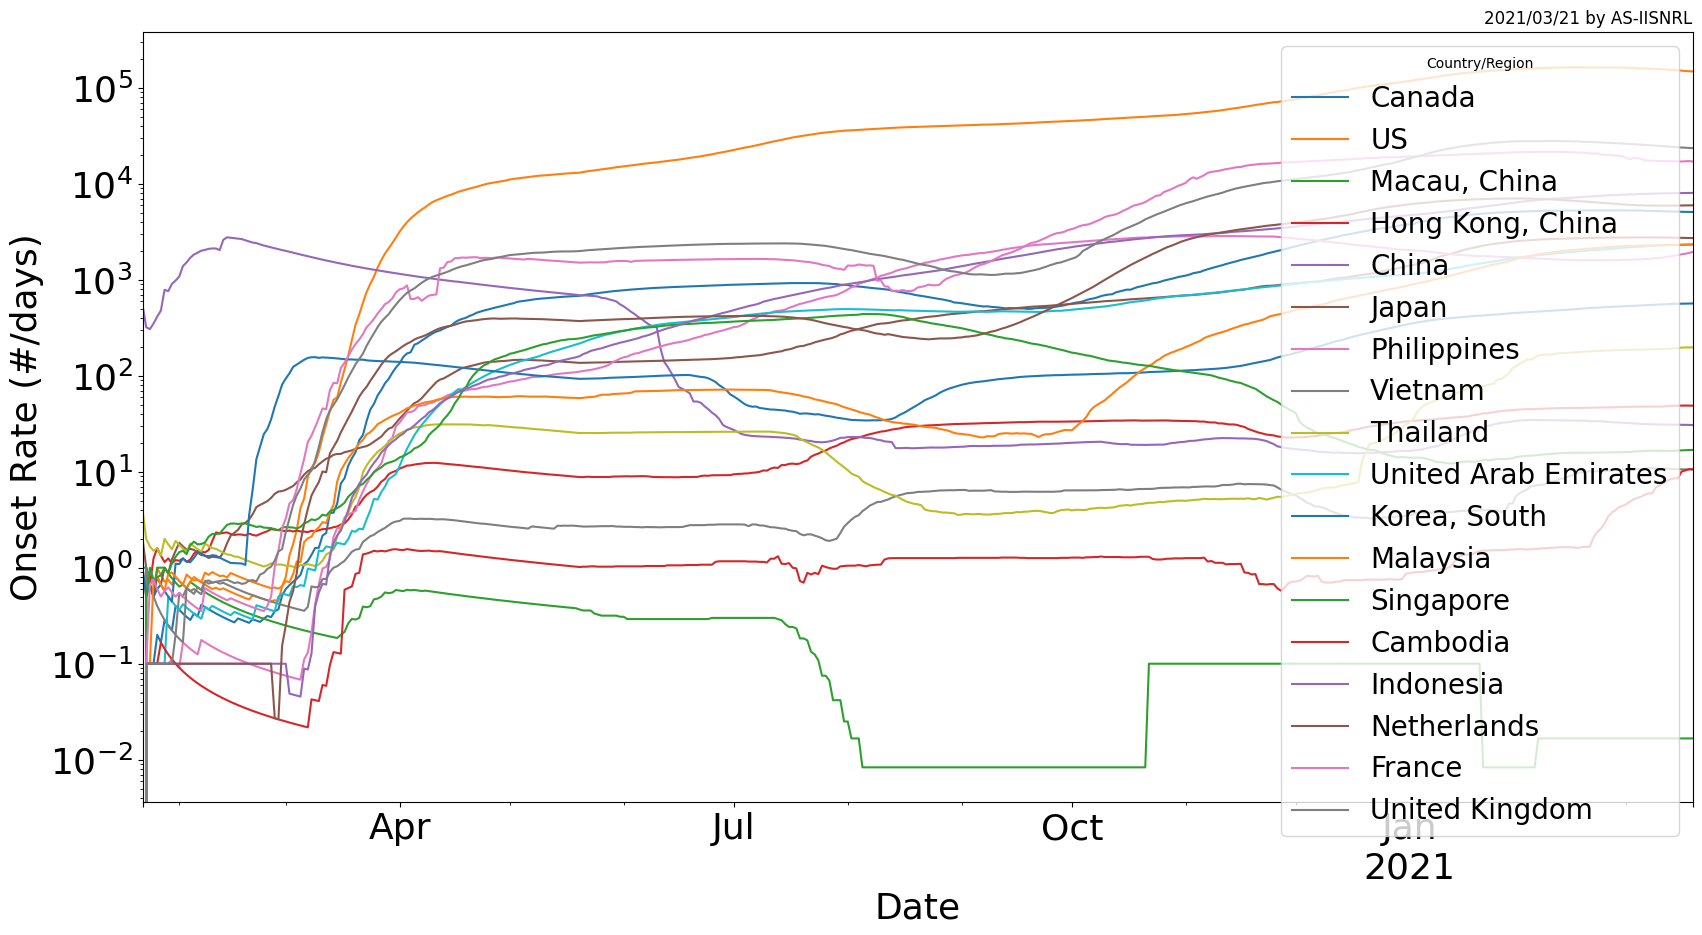 2021/03/21 by AS-IISNRL
Onset Rate (#/days)
10^5
10^4
10^3
10^2
10^1
10^0
10^−1
10^−2
Country/Region
Canada
US
Macau, China
Hong Kong, China
China
Japan
Philippines
Vietnam
Thailand
United Arab Emirates
Korea, South
Malaysia
Singapore
Cambodia
Indonesia
Netherlands
France
United Kingdom
Apr
Jul
Oct
Jan
2021
Date